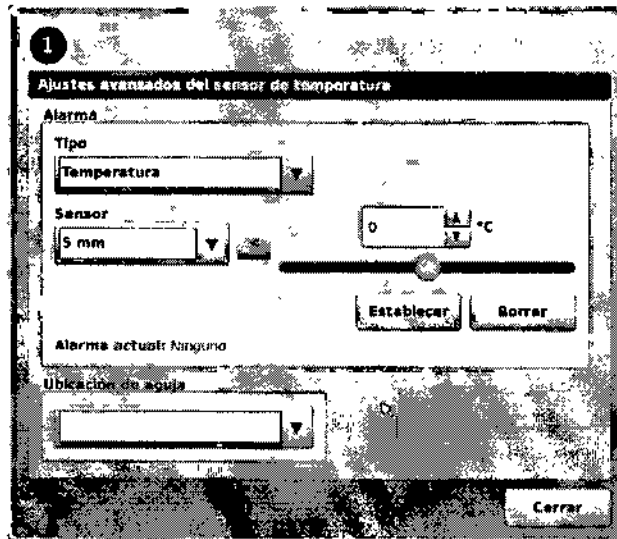 1
Ajustes avanzados del sensor de temperatura
Alarma
Tipo
Temperatura
Sensor
5 mm
<
0
°C
Establecer
Borrar
Alarma actual: Ninguno
Ubicación de aguja
Cerrar